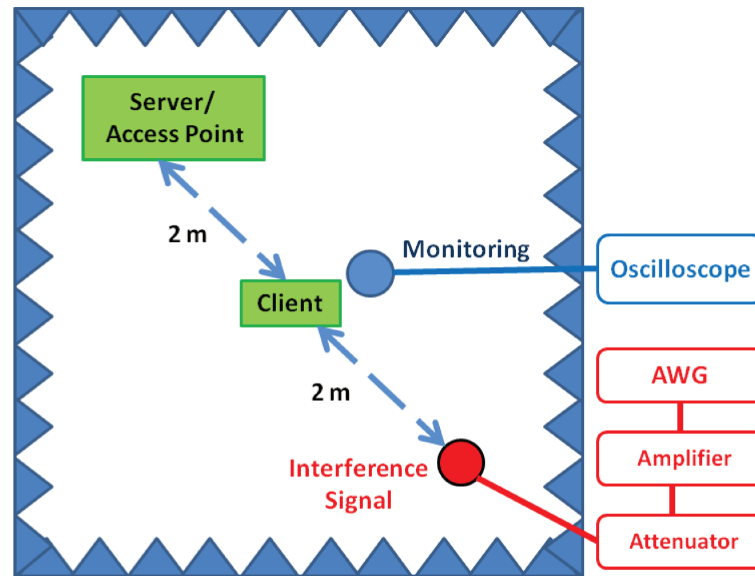 Server/
Access Point
2 m
Monitoring
Oscilloscope
Client
AWG
2 m
Amplifier
Interference
Signal
Attenuator